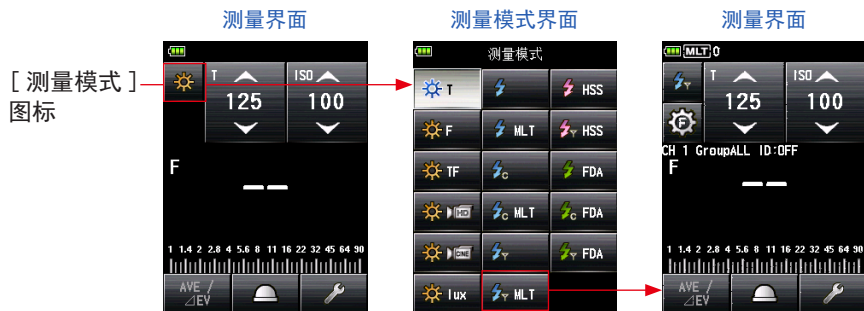 测量界面
测量模式界面
测量界面
[ 测量模式 ]
图标
T
125
ISO
100
F
1 1.4 2 2.8 4 5.6 8 11 16 22 32 45 64 90
AVE /
⊿EV
测量模式
T
HSS
F
MLT
HSS
TF
C
FDA
HD
C MLT
FDA
CINE
FDA
lux
MLT
MLT 0
T
125
ISO
100
F
CH 1 GroupALL ID:OFF
F
1 1.4 2 2.8 4 5.6 8 11 16 22 32 45 64 90
AVE /
⊿EV